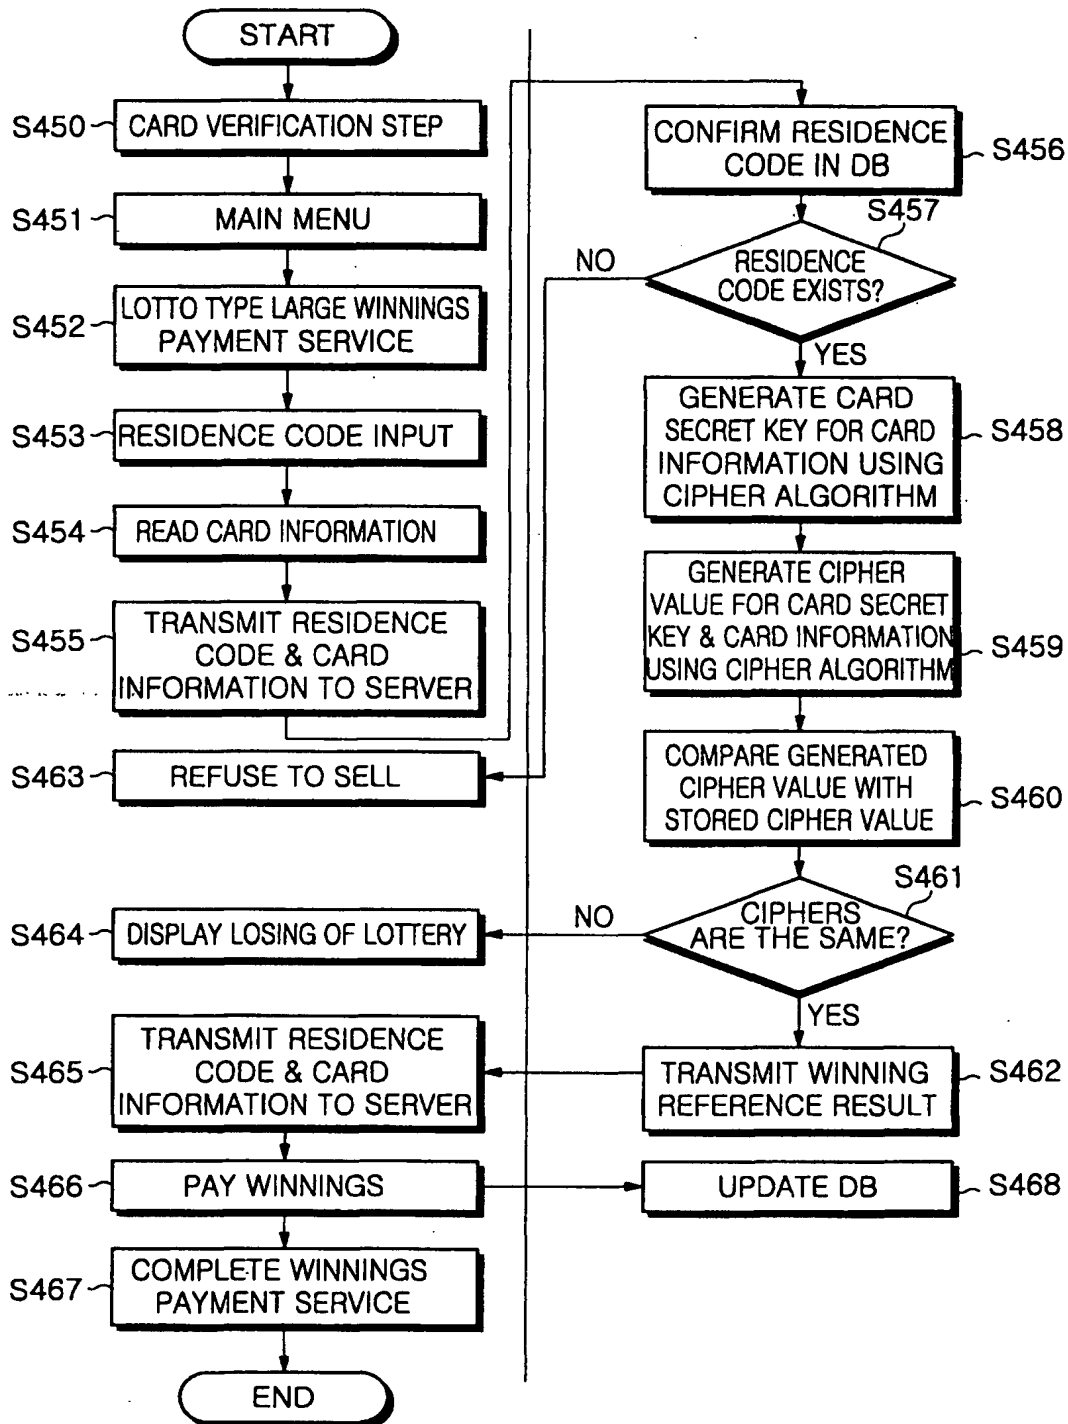 START
S450
CARD VERIFICATION STEP
S451
MAIN MENU
S452
LOTTO TYPE LARGE WINNINGS
PAYMENT SERVICE
S453
RESIDENCE CODE INPUT
S454
READ CARD INFORMATION
S455
TRANSMIT RESIDENCE
CODE & CARD
INFORMATION TO SERVER
S463
REFUSE TO SELL
S464
DISPLAY LOSING OF LOTTERY
S465
TRANSMIT RESIDENCE
CODE & CARD
INFORMATION TO SERVER
S466
PAY WINNINGS
S467
COMPLETE WINNINGS
PAYMENT SERVICE
END
CONFIRM RESIDENCE
CODE IN DB
S456
S457
RESIDENCE
CODE EXISTS?
NO
YES
GENERATE CARD
SECRET KEY FOR CARD
INFORMATION USING
CIPHER ALGORITHM
S458
GENERATE CIPHER
VALUE FOR CARD SECRET
KEY & CARD INFORMATION
USING CIPHER ALGORITHM
S459
COMPARE GENERATED
CIPHER VALUE WITH
STORED CIPHER VALUE
S460
S461
CIPHERS
ARE THE SAME?
NO
YES
TRANSMIT WINNING
REFERENCE RESULT
S462
UPDATE DB
S468